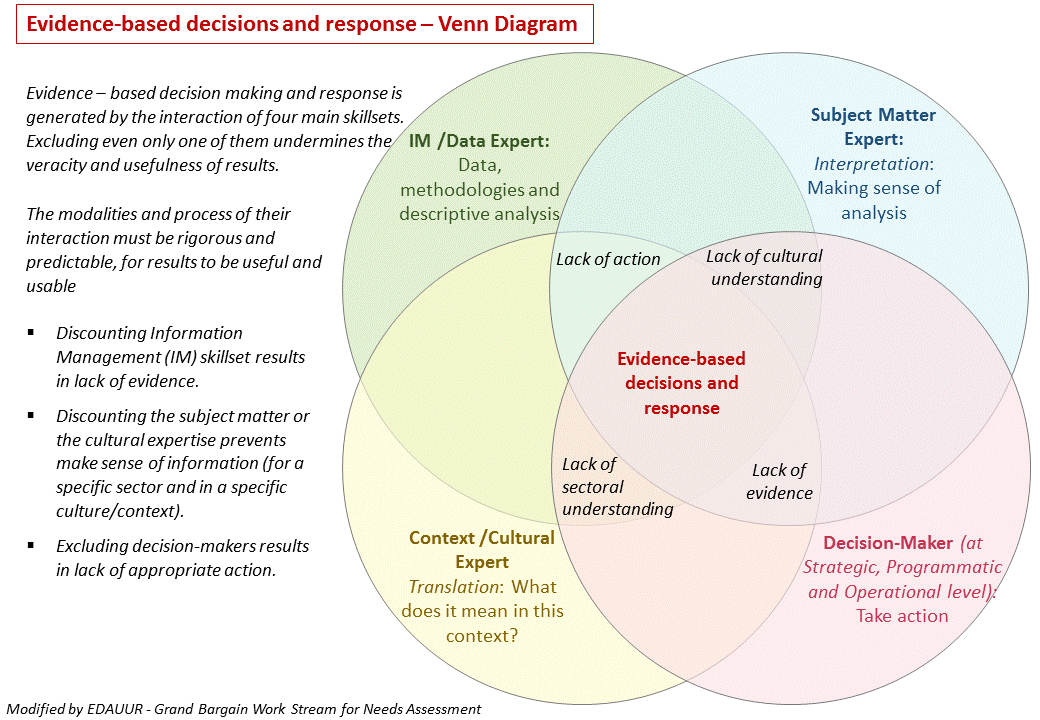 Evidence-based decisions and response – Venn Diagram
Evidence – based decision making and response is
generated by the interaction of four main skillsets.
Excluding even only one of them undermines the
veracity and usefulness of results.
The modalities and process of their
interaction must be rigorous and
predictable, for results to be useful and
usable
▪ Discounting Information
Management (IM) skillset results
in lack of evidence.
▪ Discounting the subject matter or
the cultural expertise prevents
make sense of information (for a
specific sector and in a specific
culture/context).
▪ Excluding decision-makers results
in lack of appropriate action.
IM /Data Expert:
Data,
methodologies and
descriptive analysis
Subject Matter
Expert:
Interpretation:
Making sense of
analysis
Lack of action
Lack of cultural
understanding
Evidence-based
decisions and
response
Lack of
sectoral
understanding
Lack of
evidence
Context /Cultural
Expert
Translation: What
does it mean in this
context?
Decision-Maker (at
Strategic, Programmatic
and Operational level):
Take action
Modified by EDAUUR - Grand Bargain Work Stream for Needs Assessment